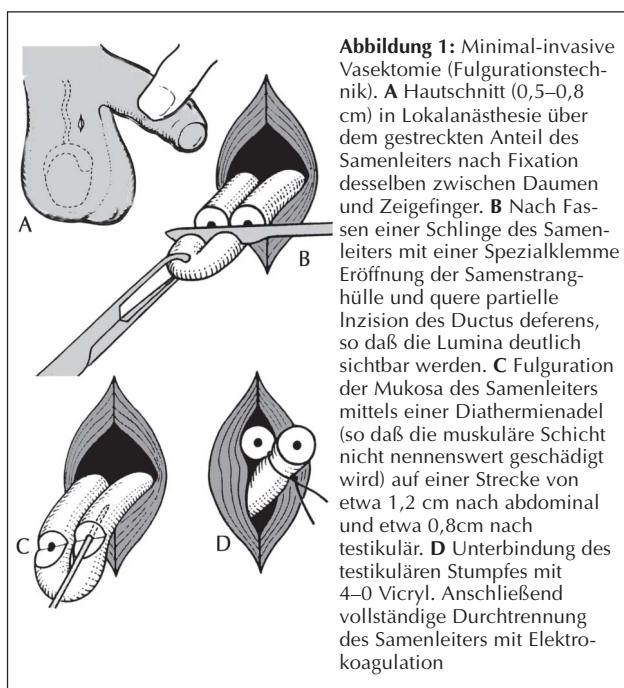 Abbildung 1: Minimal-invasive
Vasektomie (Fulgurationstech-
nik). A Hautschnitt (0,5–0,8
cm) in Lokalanästhesie über
dem gestreckten Anteil des
Samenleiters nach Fixation
desselben zwischen Daumen
und Zeigefinger. B Nach Fas-
sen einer Schlinge des Samen-
leiters mit einer Spezialklemme
Eröffnung der Samenstrang-
hülle und quere partielle
Inzision des Ductus deferens,
so daß die Lumina deutlich
sichtbar werden. C Fulguration
der Mukosa des Samenleiters
mittels einer Diathermienadel
(so daß die muskuläre Schicht
nicht nennenswert geschädigt
wird) auf einer Strecke von
etwa 1,2 cm nach abdominal
und etwa 0,8cm nach
testikulär. D Unterbindung des
testikulären Stumpfes mit
4–0 Vicryl. Anschließend
vollständige Durchtrennung
des Samenleiters mit Elektro-
koagulation
A
B
C
D